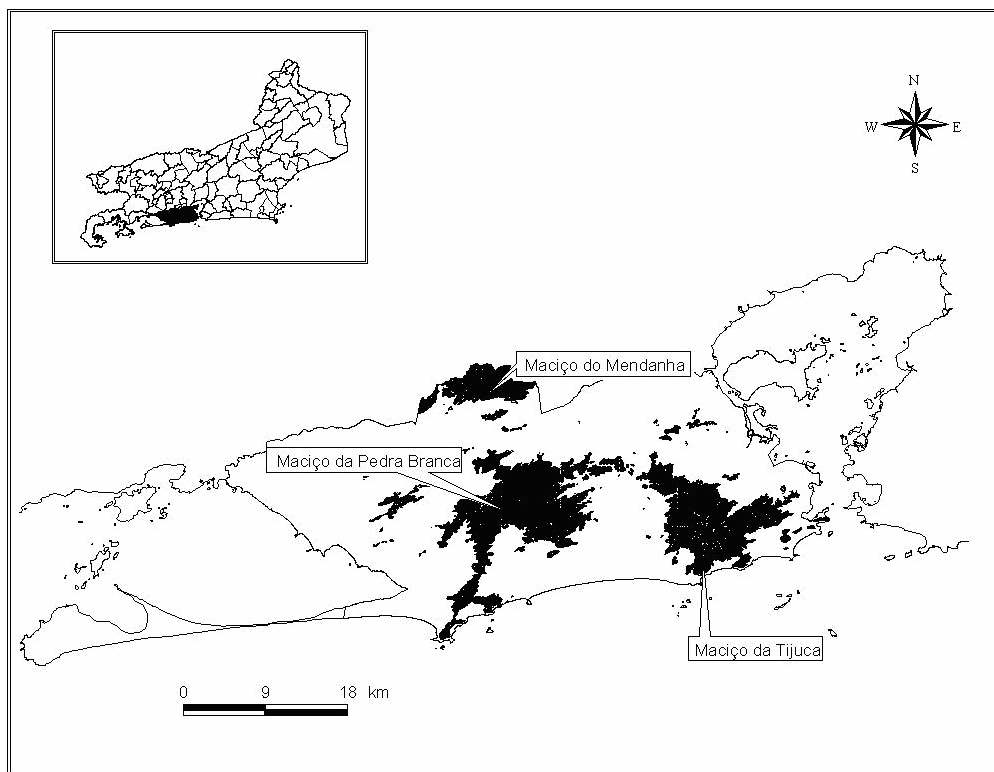 N
W E
S
Maciço do Mendanha
Maciço da Pedra Branca
Maciço da Tijuca
0 9 18 km